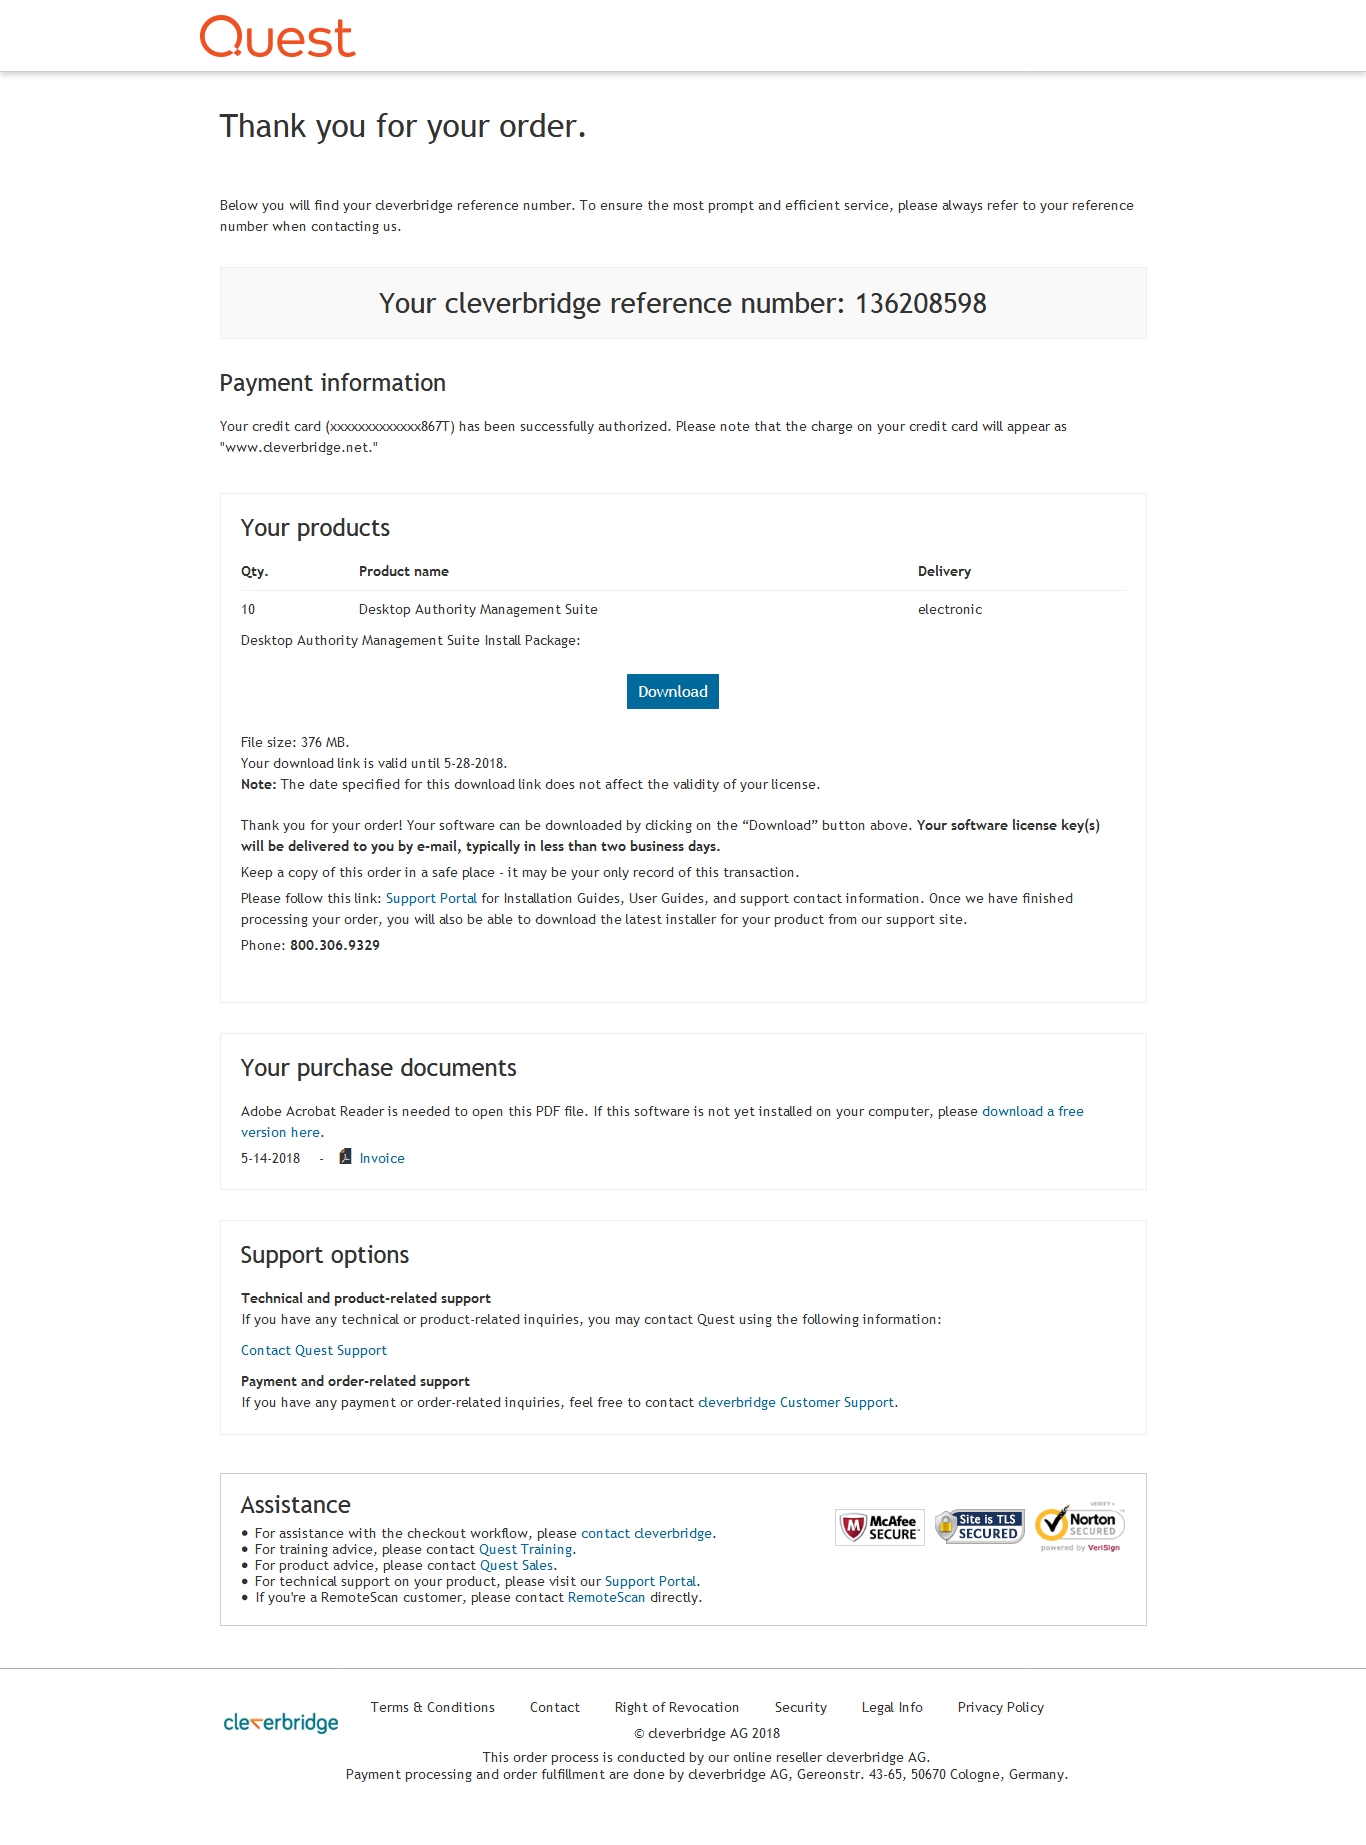 Quest
Thank you for your order.
Below you will find your cleverbridge reference number. To ensure the most prompt and efficient service, please always refer to your reference
number when contacting us.
Your cleverbridge reference number: 136208598
Payment information
Your credit card (xxxxxxxxxxxxx867T) has been successfully authorized. Please note that the charge on your credit card will appear as
"www.cleverbridge.net."
Your products
Qty. Product name Delivery
10 Desktop Authority Management Suite electronic
Desktop Authority Management Suite Install Package:
Download
File size: 376 MB.
Your download link is valid until 5-28-2018.
Note: The date specified for this download link does not affect the validity of your license.
Thank you for your order! Your software can be downloaded by clicking on the “Download” button above. Your software license key(s)
will be delivered to you by e-mail, typically in less than two business days.
Keep a copy of this order in a safe place - it may be your only record of this transaction.
Please follow this link: Support Portal for Installation Guides, User Guides, and support contact information. Once we have finished
processing your order, you will also be able to download the latest installer for your product from our support site.
Phone: 800.306.9329
Your purchase documents
Adobe Acrobat Reader is needed to open this PDF file. If this software is not yet installed on your computer, please download a free
version here.
5-14-2018 - Invoice
Support options
Technical and product-related support
If you have any technical or product-related inquiries, you may contact Quest using the following information:
Contact Quest Support
Payment and order-related support
If you have any payment or order-related inquiries, feel free to contact cleverbridge Customer Support.
Assistance
• For assistance with the checkout workflow, please contact cleverbridge.
• For training advice, please contact Quest Training.
• For product advice, please contact Quest Sales.
• For technical support on your product, please visit our Support Portal.
• If you're a RemoteScan customer, please contact RemoteScan directly.
McAfee
SECURE™
Site is TLS
SECURED
VERIFY
Norton
SECURED
powered by VeriSign
cleverbridge
Terms & Conditions Contact Right of Revocation Security Legal Info Privacy Policy
© cleverbridge AG 2018
This order process is conducted by our online reseller cleverbridge AG.
Payment processing and order fulfillment are done by cleverbridge AG, Gereonstr. 43-65, 50670 Cologne, Germany.